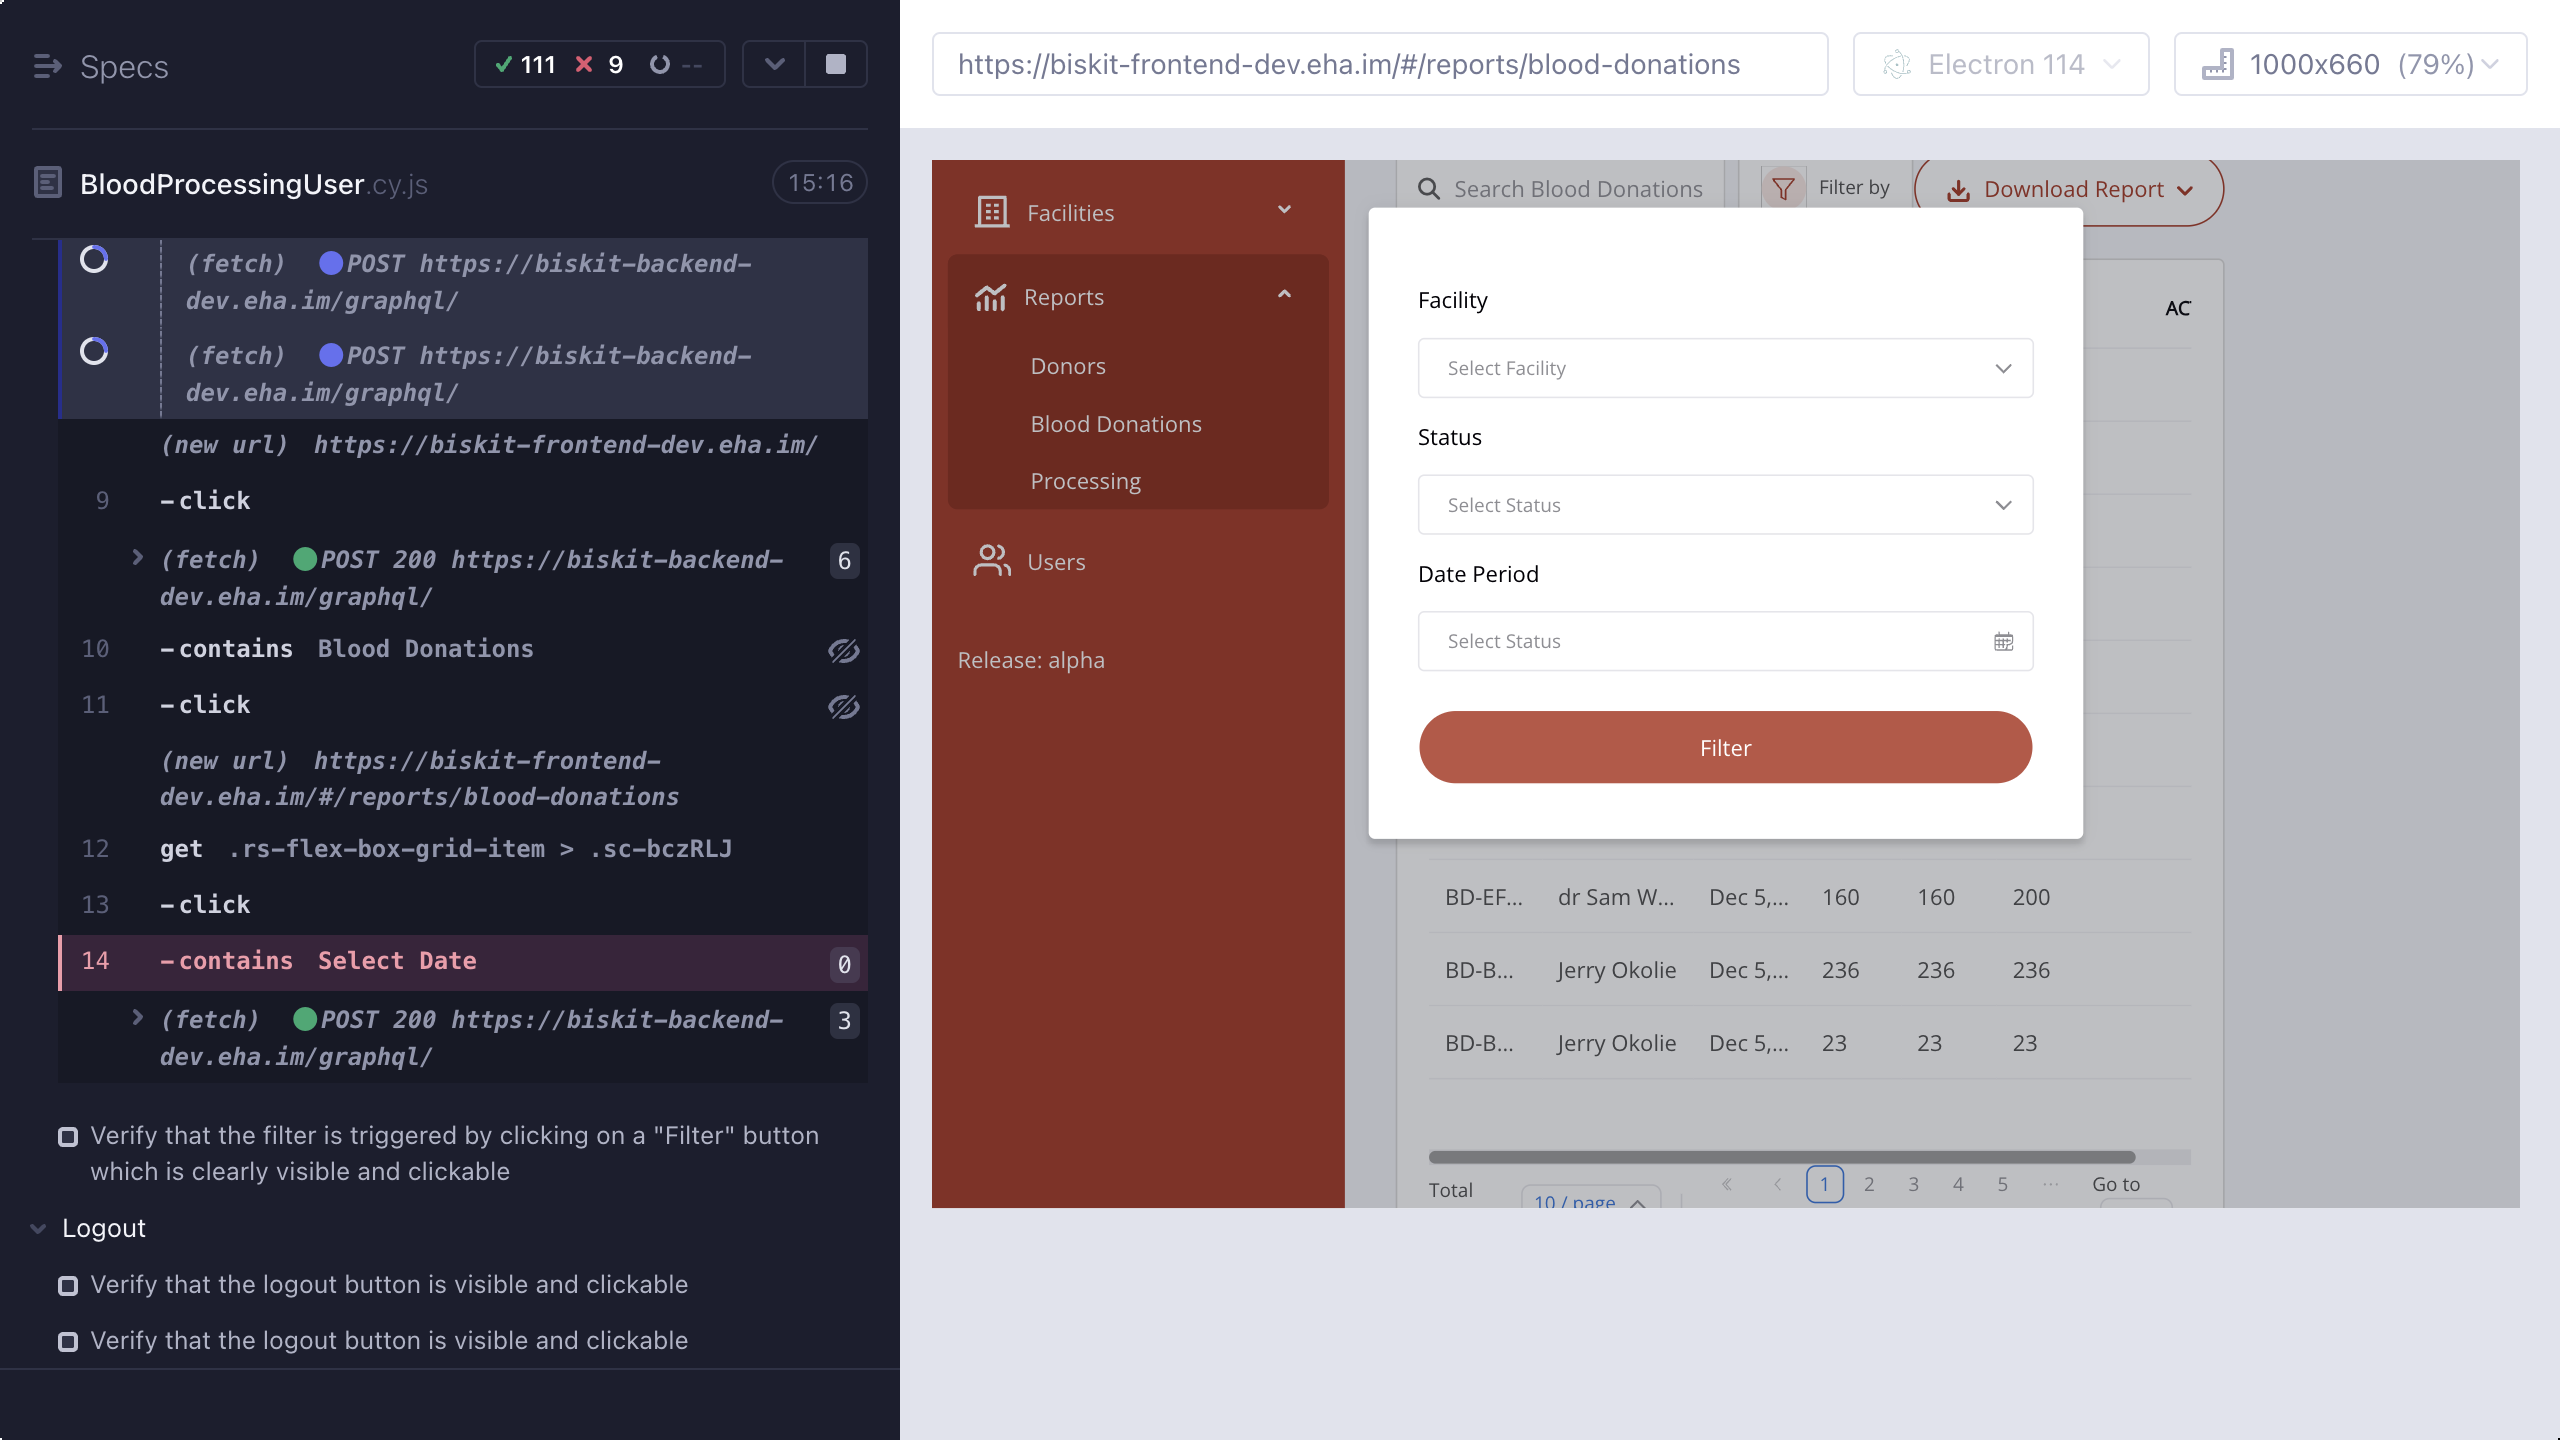 Specs
111 9 --
BloodProcessingUser.cy.js
15:16
(fetch) POST https://biskit-backend-
dev.eha.im/graphql/
(fetch) POST https://biskit-backend-
dev.eha.im/graphql/
(new url) https://biskit-frontend-dev.eha.im/
9 -click
(fetch) POST 200 https://biskit-backend- 6
dev.eha.im/graphql/
10 -contains Blood Donations
11 -click
(new url) https://biskit-frontend-
dev.eha.im/#/reports/blood-donations
12 get .rs-flex-box-grid-item > .sc-bczRLJ
13 -click
14 -contains Select Date 0
(fetch) POST 200 https://biskit-backend- 3
dev.eha.im/graphql/
Verify that the filter is triggered by clicking on a "Filter" button
which is clearly visible and clickable
Logout
Verify that the logout button is visible and clickable
Verify that the logout button is visible and clickable
https://biskit-frontend-dev.eha.im/#/reports/blood-donations
Electron 114
1000x660 (79%)
Facilities
Reports
Donors
Blood Donations
Processing
Users
Release: alpha
Search Blood Donations
Filter by
Download Report
AC
Facility
Select Facility
Status
Select Status
Date Period
Select Status
Filter
BD-EF... dr Sam W... Dec 5,... 160 160 200
BD-B... Jerry Okolie Dec 5,... 236 236 236
BD-B... Jerry Okolie Dec 5,... 23 23 23
Total 10 / page « < 1 2 3 4 5 ... Go to